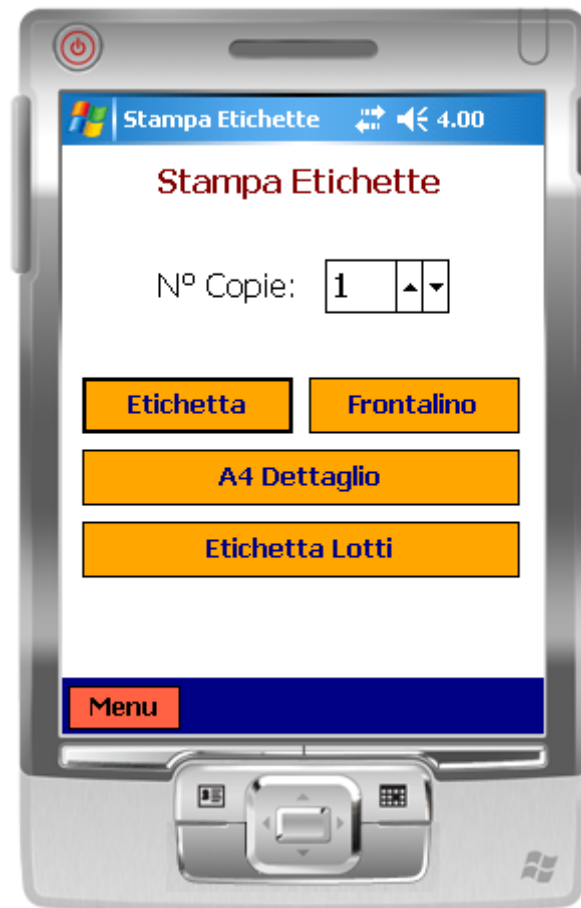 Stampa Etichette 4.00
Stampa Etichette
Nº Copie: 1
Etichetta Frontalino
A4 Dettaglio
Etichetta Lotti
Menu